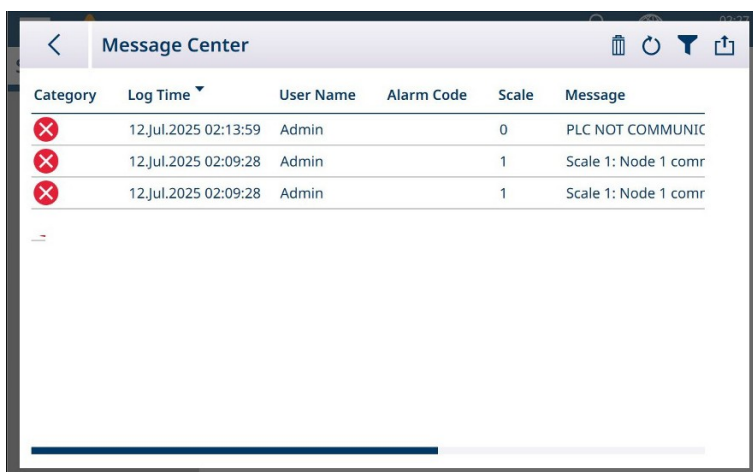 Message Center
Category Log Time User Name Alarm Code Scale Message
12.Jul.2025 02:13:59 Admin 0 PLC NOT COMMUNIC
12.Jul.2025 02:09:28 Admin 1 Scale 1: Node 1 comr
12.Jul.2025 02:09:28 Admin 1 Scale 1: Node 1 comr